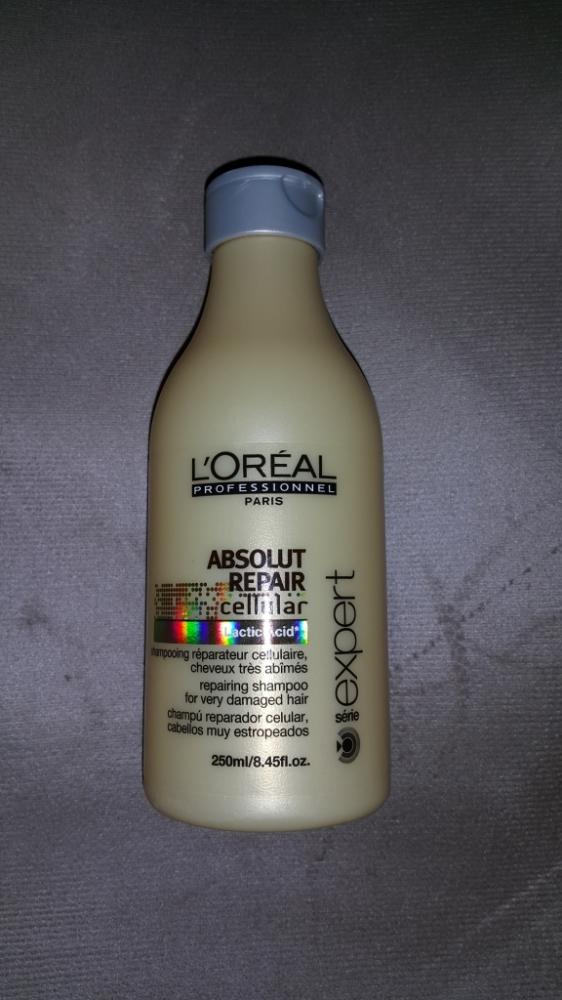 L'ORÉAL
PROFESSIONNEL
PARIS
ABSOLUT
REPAIR
cellular
Lactic Acid*
shampooing réparateur cellulaire,
cheveux très abîmés
repairing shampoo
for very damaged hair
champú reparador celular,
cabellos muy estropeados
250ml/8.45fl.oz.
série expert